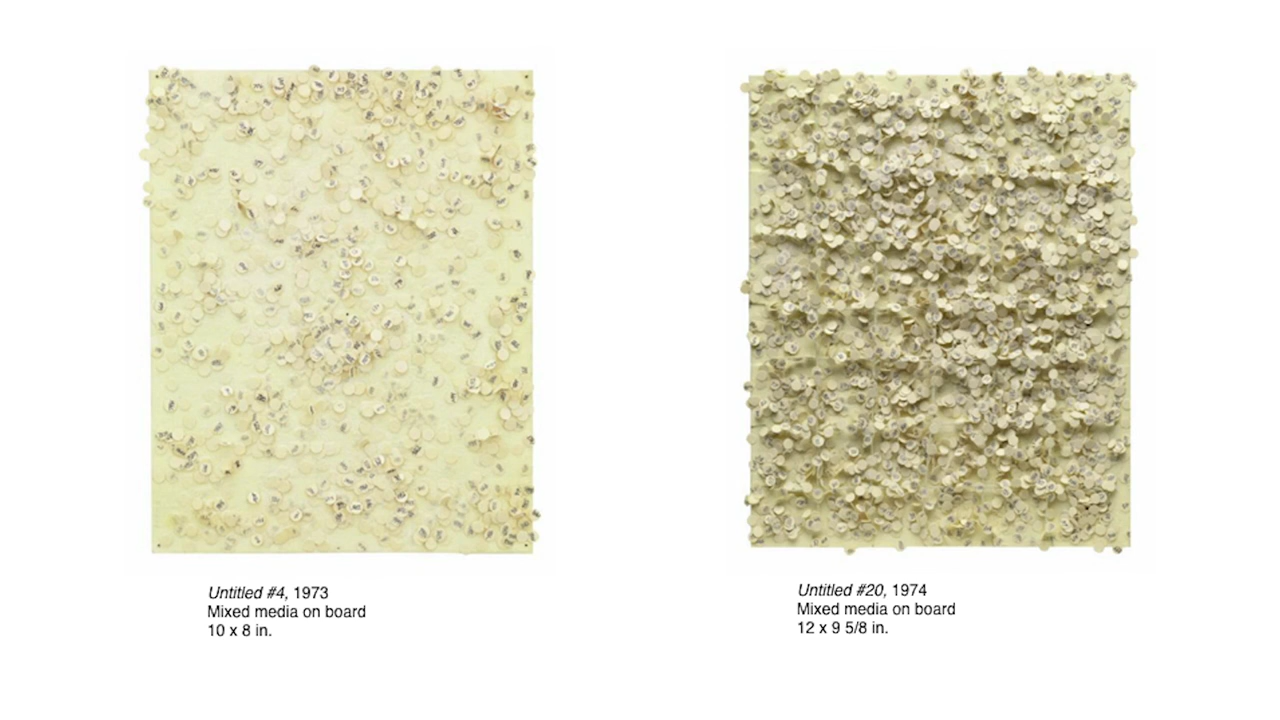 Untitled #4, 1973
Mixed media on board
10 x 8 in.
Untitled #20, 1974
Mixed media on board
12 x 9 5/8 in.